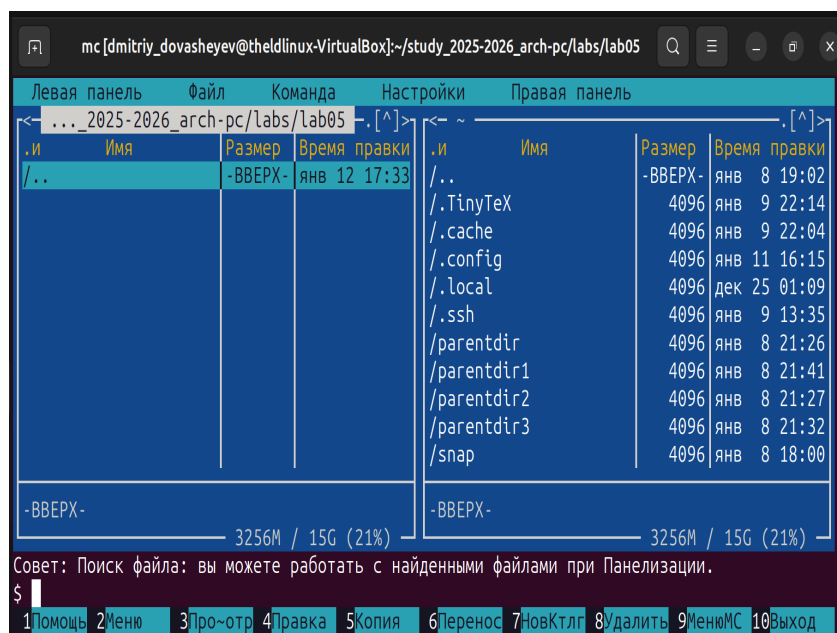 mc [dmitriy_dovasheyev@theldlinux-VirtualBox]:~/study_2025-2026_arch-pc/labs/lab05
Левая панель Файл Команда Настройки Правая панель
<─ ..._2025-2026_arch-pc/labs/lab05 ─.[^]>
.и Имя Размер Время правки
/.. -ВВЕРХ- янв 12 17:33
-ВВЕРХ-
3256M / 15G (21%)
<─ ~ ─.[^]>
.и Имя Размер Время правки
/.. -ВВЕРХ- янв 8 19:02
/.TinyTeX 4096 янв 9 22:14
/.cache 4096 янв 9 22:04
/.config 4096 янв 11 16:15
/.local 4096 дек 25 01:09
/.ssh 4096 янв 9 13:35
/parentdir 4096 янв 8 21:26
/parentdir1 4096 янв 8 21:41
/parentdir2 4096 янв 8 21:27
/parentdir3 4096 янв 8 21:32
/snap 4096 янв 8 18:00
-ВВЕРХ-
3256M / 15G (21%)
Совет: Поиск файла: вы можете работать с найденными файлами при Панелизации.
$
1Помощь 2Меню 3Про~отр 4Правка 5Копия 6Перенос 7НовКтлг 8Удалить 9МенюMC 10Выход